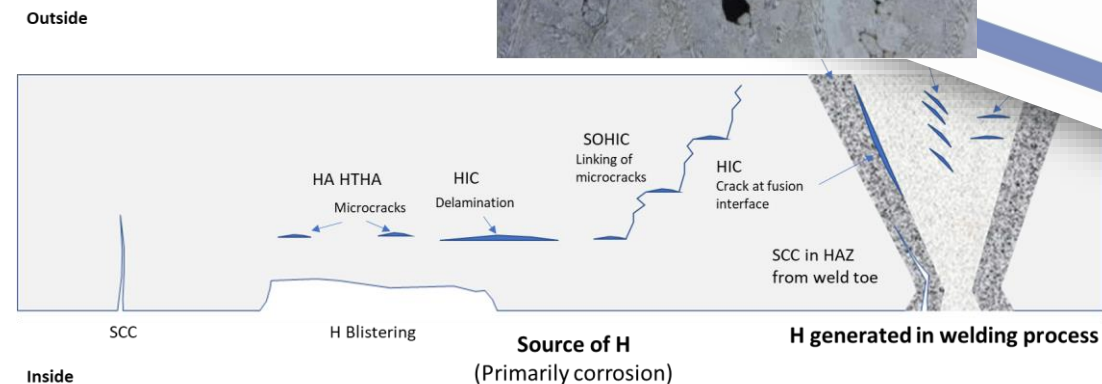 Outside
SOHIC
Linking of
microcracks
HA HTHA
Microcracks
HIC
Delamination
HIC
Crack at fusion
interface
SCC in HAZ
from weld toe
SCC
H Blistering
Source of H
(Primarily corrosion)
H generated in welding process
Inside